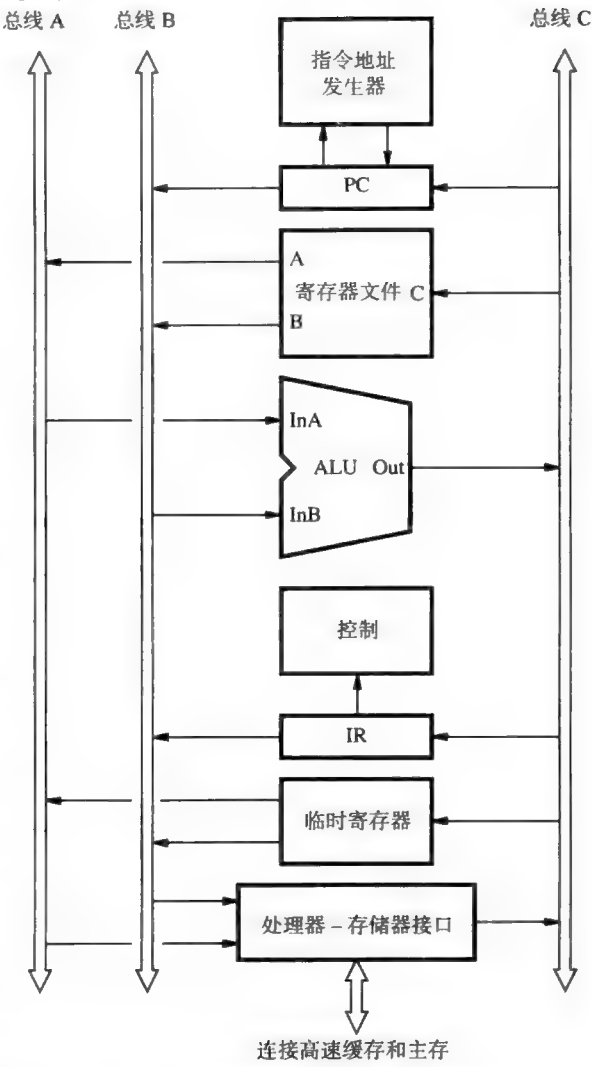 总线 A
总线 B
总线 C
指令地址
发生器
PC
A
寄存器文件 C
B
InA
ALU Out
InB
控制
IR
临时寄存器
处理器－存储器接口
连接高速缓存和主存